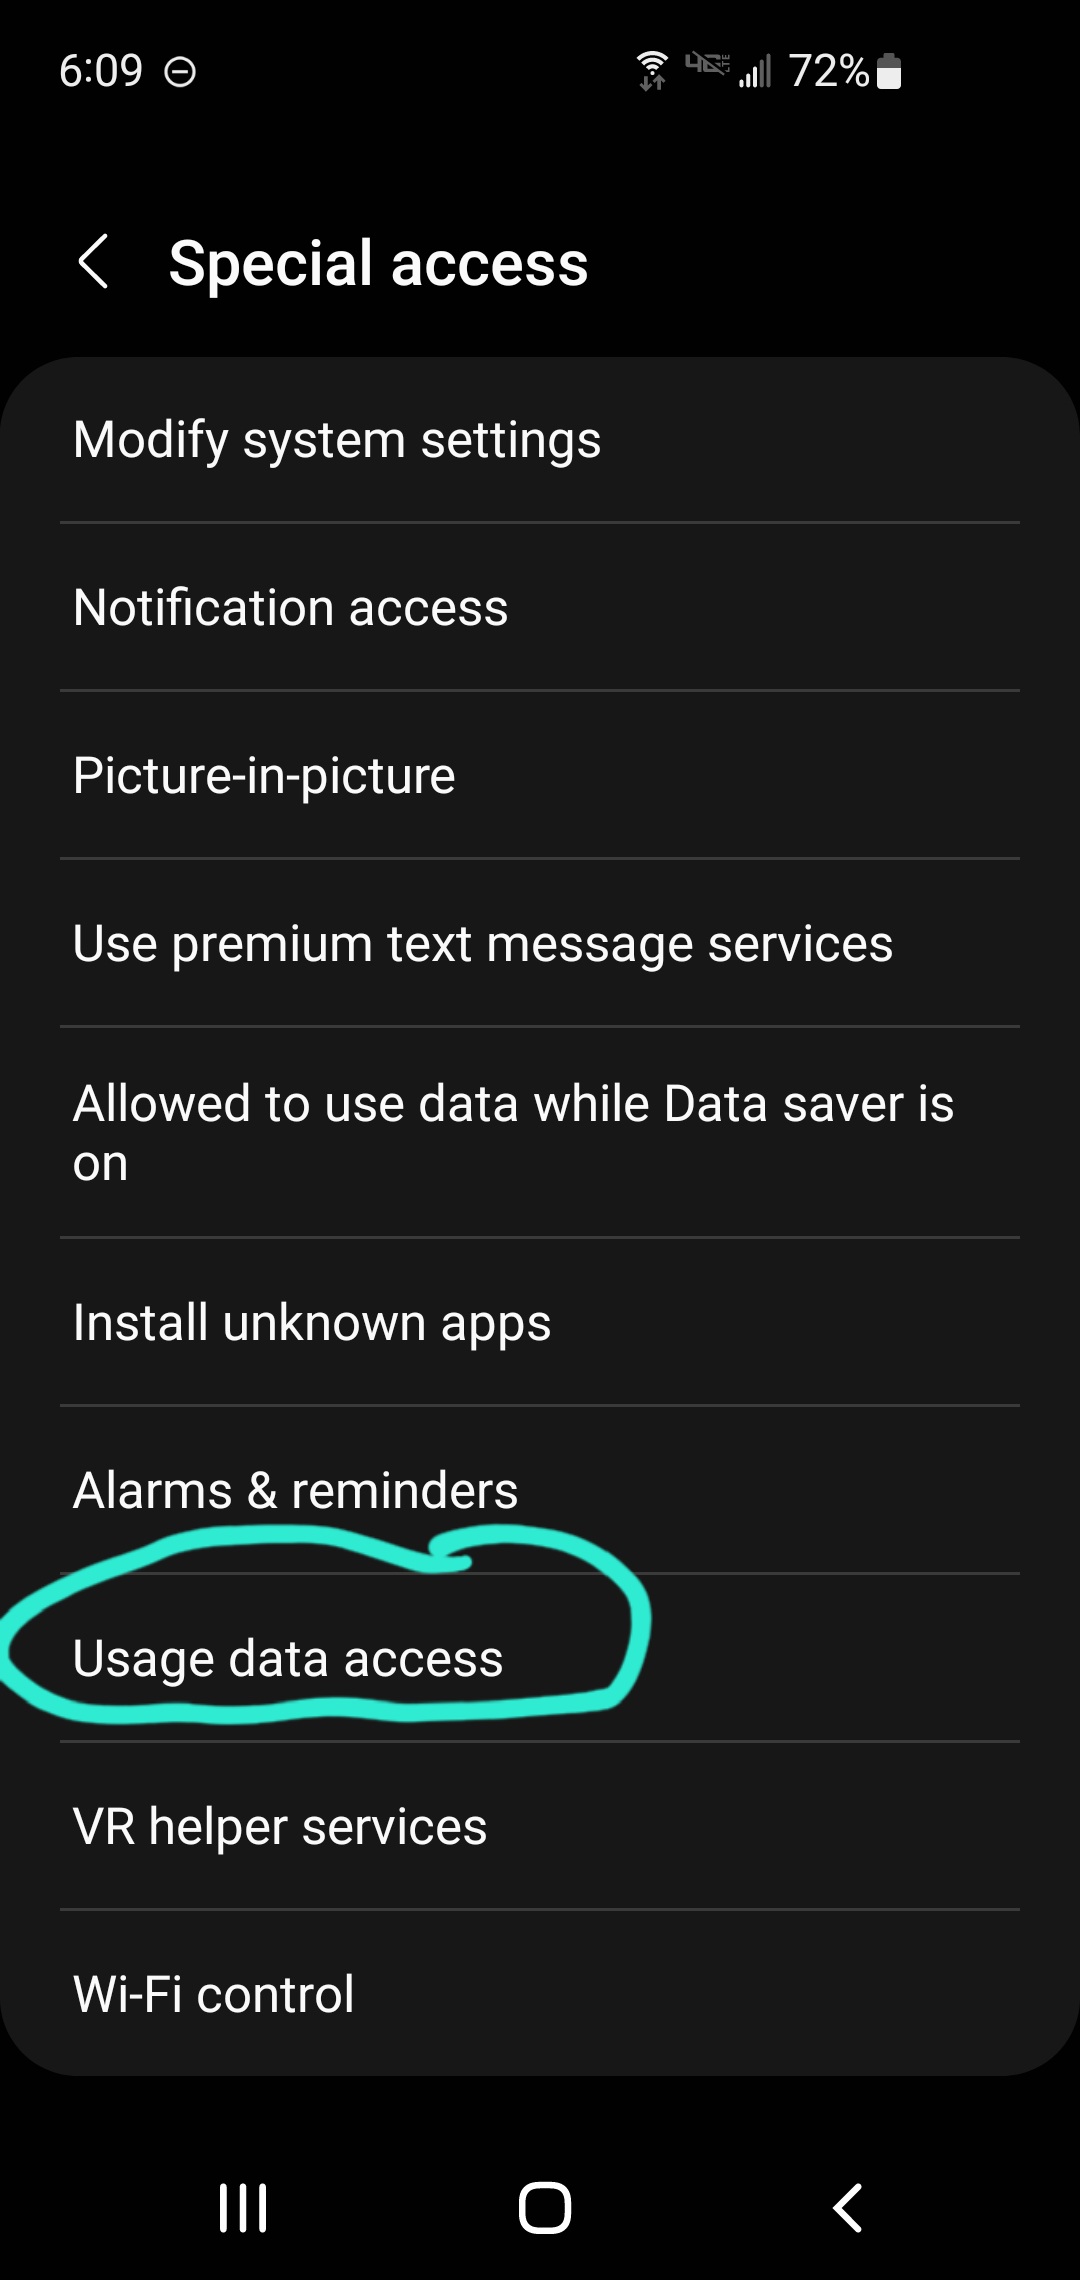 6:09 4G LTE 72%
Special access
Modify system settings
Notification access
Picture-in-picture
Use premium text message services
Allowed to use data while Data saver is
on
Install unknown apps
Alarms & reminders
Usage data access
VR helper services
Wi-Fi control